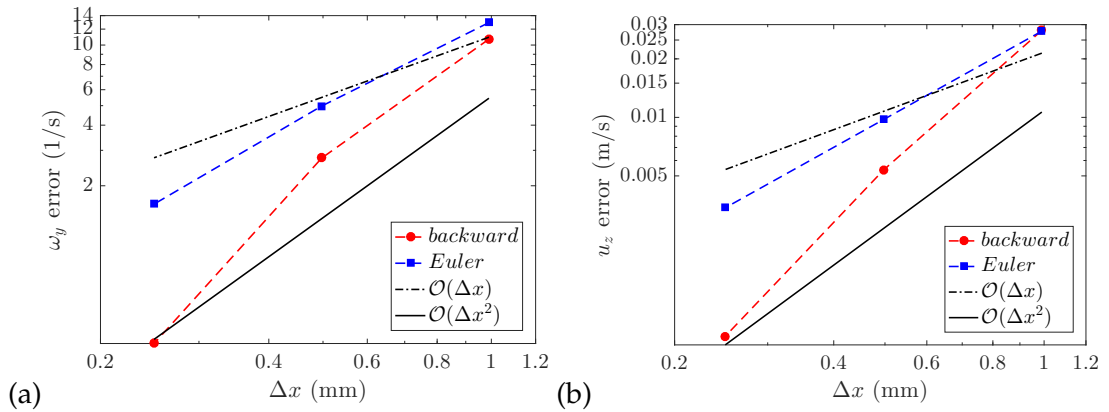 14
12
10
8
6
4
2
ω_y error (1/s)
backward
Euler
𝒪(Δx)
𝒪(Δx²)
0.2 0.4 0.6 0.8 1 1.2
Δx (mm)
(a)
0.03
0.025
0.02
0.015
0.01
0.005
u_z error (m/s)
backward
Euler
𝒪(Δx)
𝒪(Δx²)
0.2 0.4 0.6 0.8 1 1.2
Δx (mm)
(b)